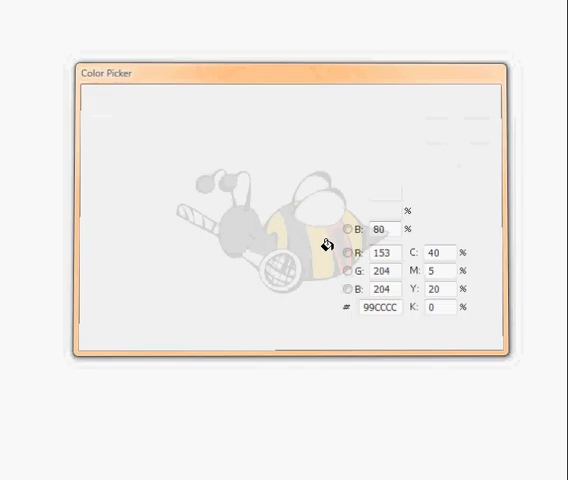 Color Picker
%
B: 80 %
R: 153 C: 40 %
G: 204 M: 5 %
B: 204 Y: 20 %
# 99CCCC K: 0 %